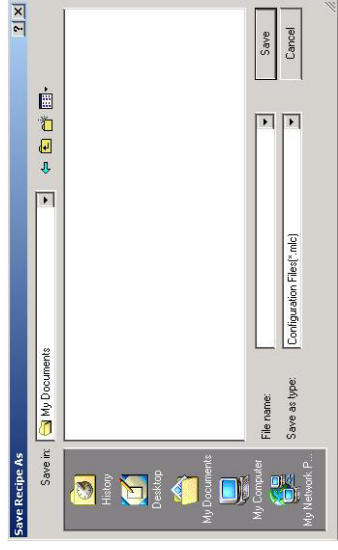 Save Recipe As
Save in:
My Documents
History
Desktop
My Documents
My Computer
My Network P...
File name:
Save
Save as type:
Configuration Files(*.mlc)
Cancel